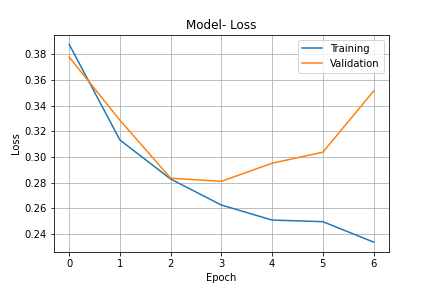 Model- Loss
Training
Validation
Loss
0.38
0.36
0.34
0.32
0.30
0.28
0.26
0.24
0 1 2 3 4 5 6
Epoch